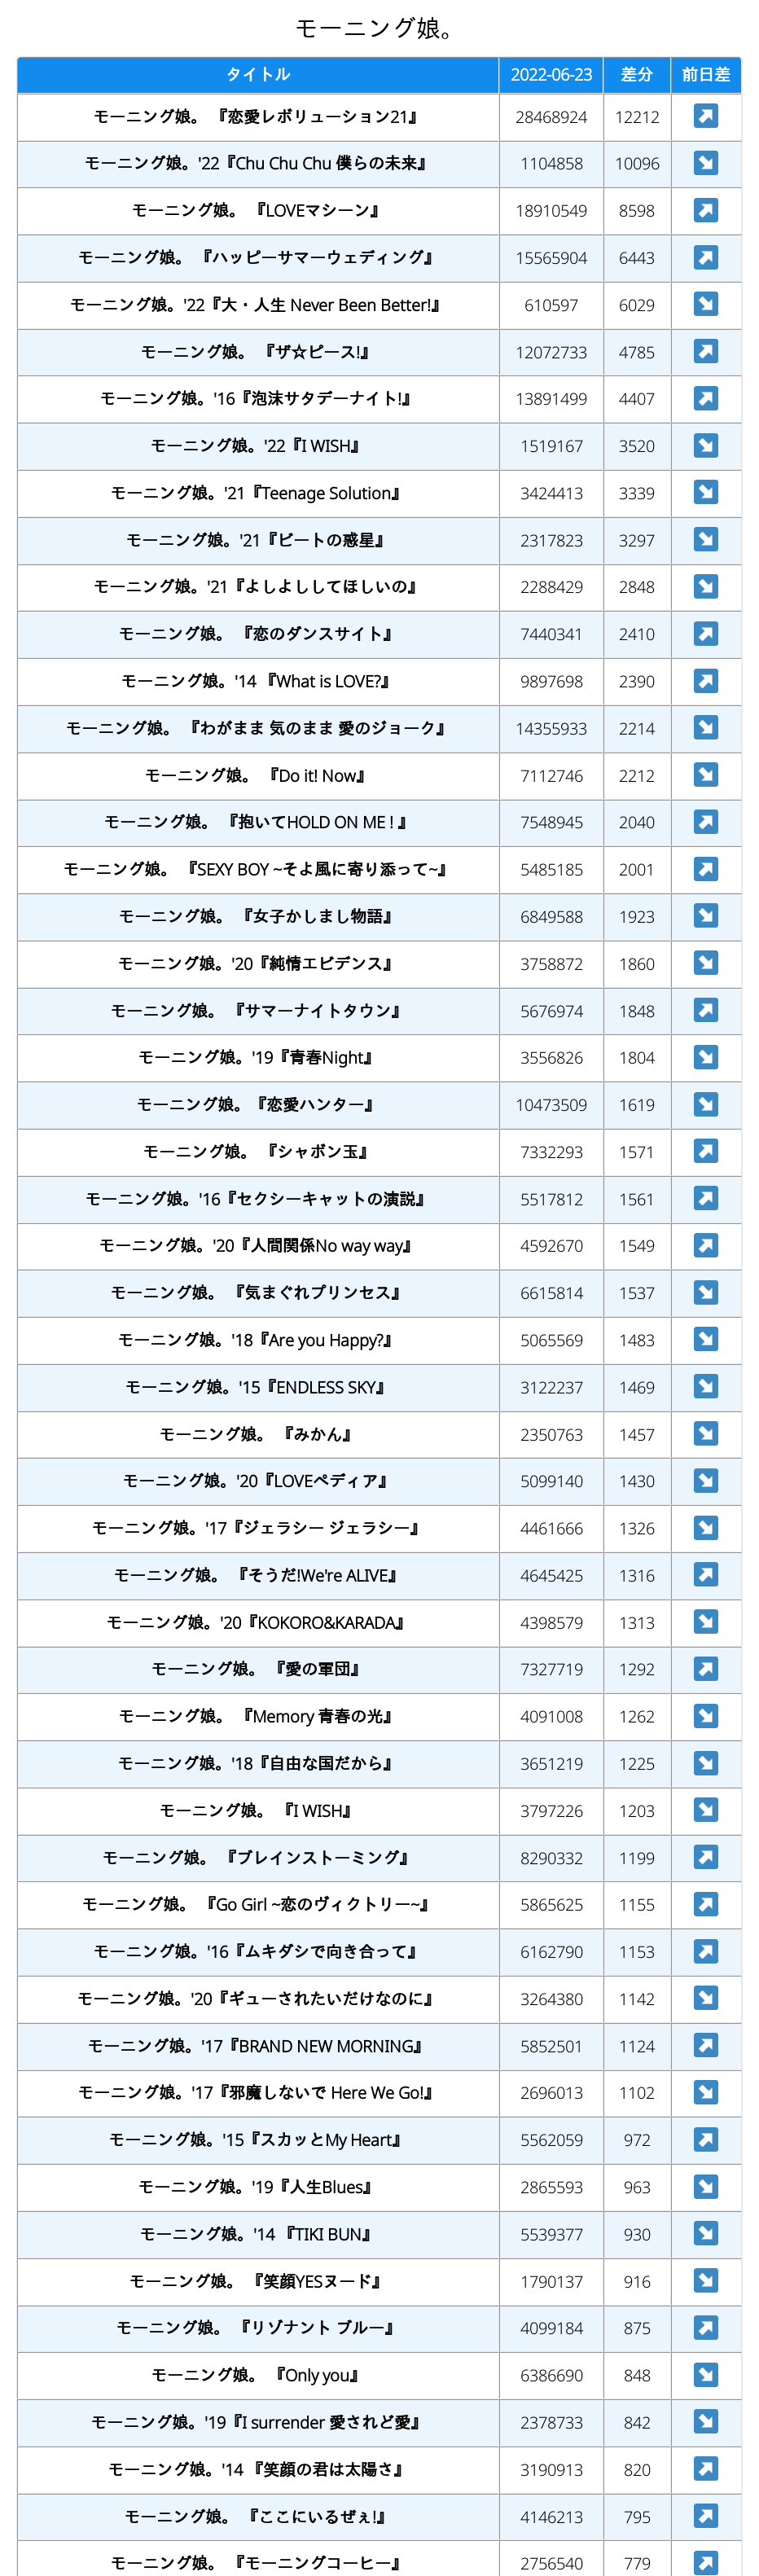 モーニング娘。
タイトル 2022-06-23 差分 前日差
モーニング娘。 『恋愛レボリューション21』 28468924 12212
モーニング娘。'22『Chu Chu Chu 僕らの未来』 1104858 10096
モーニング娘。 『LOVEマシーン』 18910549 8598
モーニング娘。 『ハッピーサマーウェディング』 15565904 6443
モーニング娘。'22『大・人生 Never Been Better!』 610597 6029
モーニング娘。 『ザ☆ピース!』 12072733 4785
モーニング娘。'16『泡沫サタデーナイト!』 13891499 4407
モーニング娘。'22『I WISH』 1519167 3520
モーニング娘。'21『Teenage Solution』 3424413 3339
モーニング娘。'21『ビートの惑星』 2317823 3297
モーニング娘。'21『よしよししてほしいの』 2288429 2848
モーニング娘。 『恋のダンスサイト』 7440341 2410
モーニング娘。'14 『What is LOVE?』 9897698 2390
モーニング娘。 『わがまま 気のまま 愛のジョーク』 14355933 2214
モーニング娘。 『Do it! Now』 7112746 2212
モーニング娘。 『抱いてHOLD ON ME ! 』 7548945 2040
モーニング娘。 『SEXY BOY ~そよ風に寄り添って~』 5485185 2001
モーニング娘。 『女子かしまし物語』 6849588 1923
モーニング娘。'20『純情エビデンス』 3758872 1860
モーニング娘。 『サマーナイトタウン』 5676974 1848
モーニング娘。'19『青春Night』 3556826 1804
モーニング娘。『恋愛ハンター』 10473509 1619
モーニング娘。 『シャボン玉』 7332293 1571
モーニング娘。'16『セクシーキャットの演説』 5517812 1561
モーニング娘。'20『人間関係No way way』 4592670 1549
モーニング娘。 『気まぐれプリンセス』 6615814 1537
モーニング娘。'18『Are you Happy?』 5065569 1483
モーニング娘。'15『ENDLESS SKY』 3122237 1469
モーニング娘。 『みかん』 2350763 1457
モーニング娘。'20『LOVEペディア』 5099140 1430
モーニング娘。'17『ジェラシー ジェラシー』 4461666 1326
モーニング娘。 『そうだ!We're ALIVE』 4645425 1316
モーニング娘。'20『KOKORO&KARADA』 4398579 1313
モーニング娘。 『愛の軍団』 7327719 1292
モーニング娘。 『Memory 青春の光』 4091008 1262
モーニング娘。'18『自由な国だから』 3651219 1225
モーニング娘。 『I WISH』 3797226 1203
モーニング娘。 『ブレインストーミング』 8290332 1199
モーニング娘。 『Go Girl ~恋のヴィクトリー~』 5865625 1155
モーニング娘。'16『ムキダシで向き合って』 6162790 1153
モーニング娘。'20『ギューされたいだけなのに』 3264380 1142
モーニング娘。'17『BRAND NEW MORNING』 5852501 1124
モーニング娘。'17『邪魔しないで Here We Go!』 2696013 1102
モーニング娘。'15『スカッとMy Heart』 5562059 972
モーニング娘。'19『人生Blues』 2865593 963
モーニング娘。'14 『TIKI BUN』 5539377 930
モーニング娘。 『笑顔YESヌード』 1790137 916
モーニング娘。 『リゾナント ブルー』 4099184 875
モーニング娘。 『Only you』 6386690 848
モーニング娘。'19『I surrender 愛されど愛』 2378733 842
モーニング娘。'14 『笑顔の君は太陽さ』 3190913 820
モーニング娘。 『ここにいるぜぇ!』 4146213 795
モーニング娘。 『モーニングコーヒー』 2756540 779